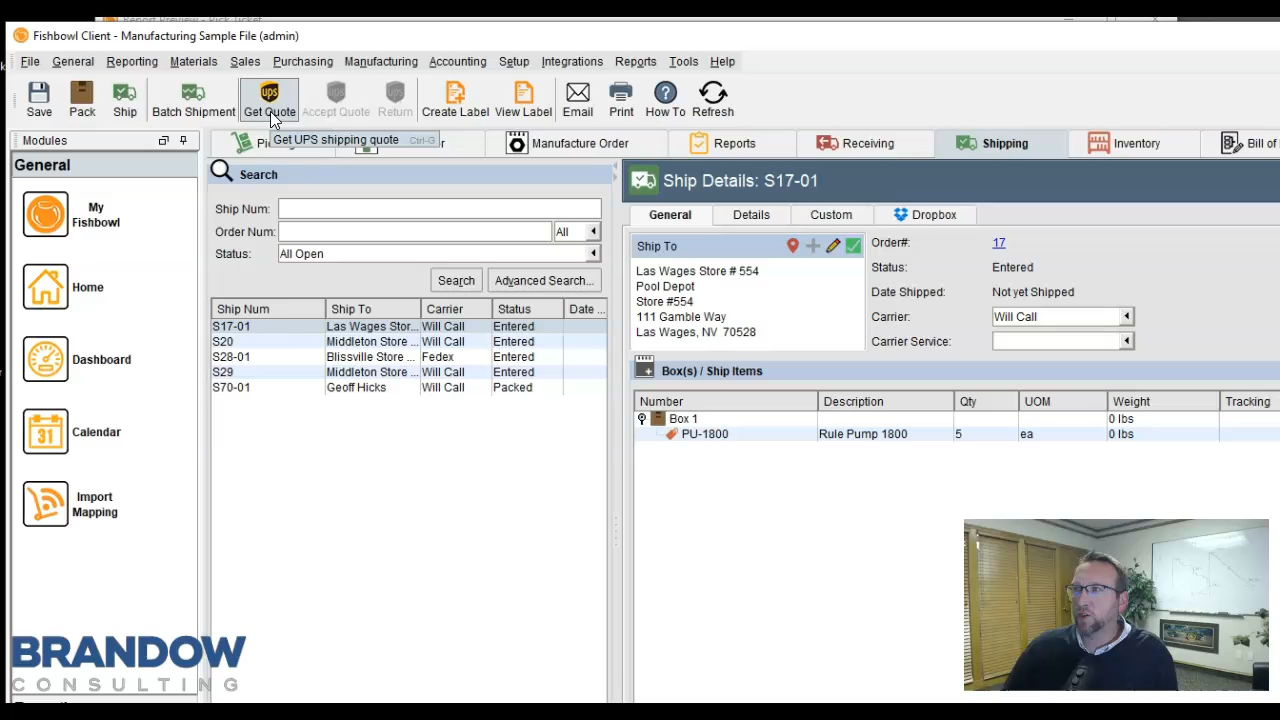 Report Preview - Pick Ticket
Fishbowl Client - Manufacturing Sample File (admin)
File General Reporting Materials Sales Purchasing Manufacturing Accounting Setup Integrations Reports Tools Help
Save Pack Ship Batch Shipment Get Quote Accept Quote Return Create Label View Label Email Print How To Refresh
Get UPS shipping quote Ctrl-G
Modules
Manufacture Order Reports Receiving Shipping Inventory Bill of
General
My Fishbowl
Home
Dashboard
Calendar
Import Mapping
Search
Ship Num:
Order Num: All
Status: All Open
Search Advanced Search...
Ship Num Ship To Carrier Status Date ...
S17-01 Las Wages Stor... Will Call Entered
S20 Middleton Store ... Will Call Entered
S28-01 Blissville Store ... Fedex Entered
S29 Middleton Store ... Will Call Entered
S70-01 Geoff Hicks Will Call Packed
Ship Details: S17-01
General Details Custom Dropbox
Ship To
Las Wages Store # 554
Pool Depot
Store #554
111 Gamble Way
Las Wages, NV 70528
Order#: 17
Status: Entered
Date Shipped: Not yet Shipped
Carrier: Will Call
Carrier Service:
Box(s) / Ship Items
Number Description Qty UOM Weight Tracking
Box 1 0 lbs
PU-1800 Rule Pump 1800 5 ea 0 lbs
BRANDOW
CONSULTING